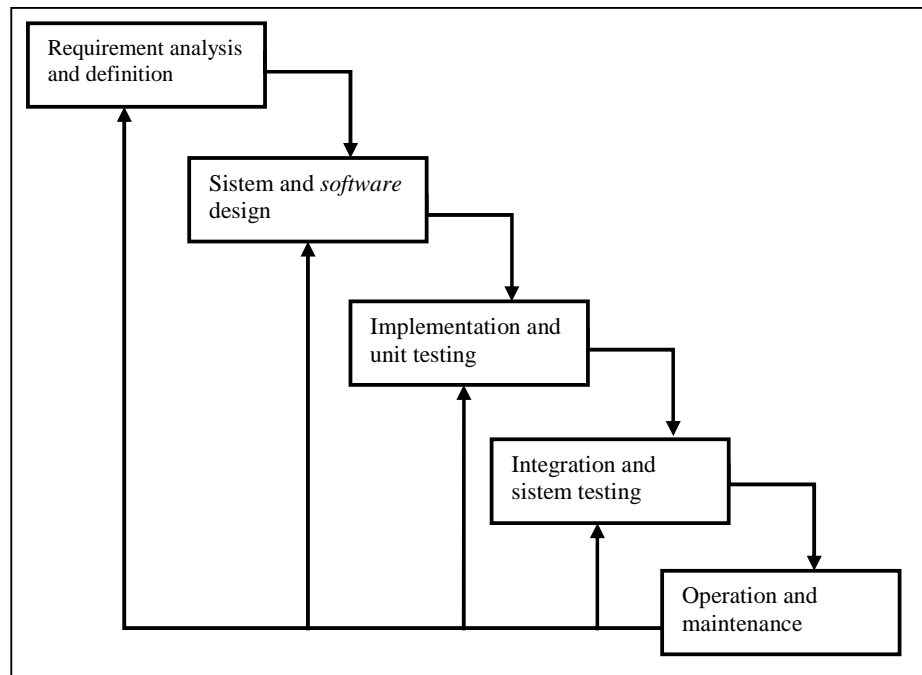 Requirement analysis
and definition
Sistem and software
design
Implementation and
unit testing
Integration and
sistem testing
Operation and
maintenance